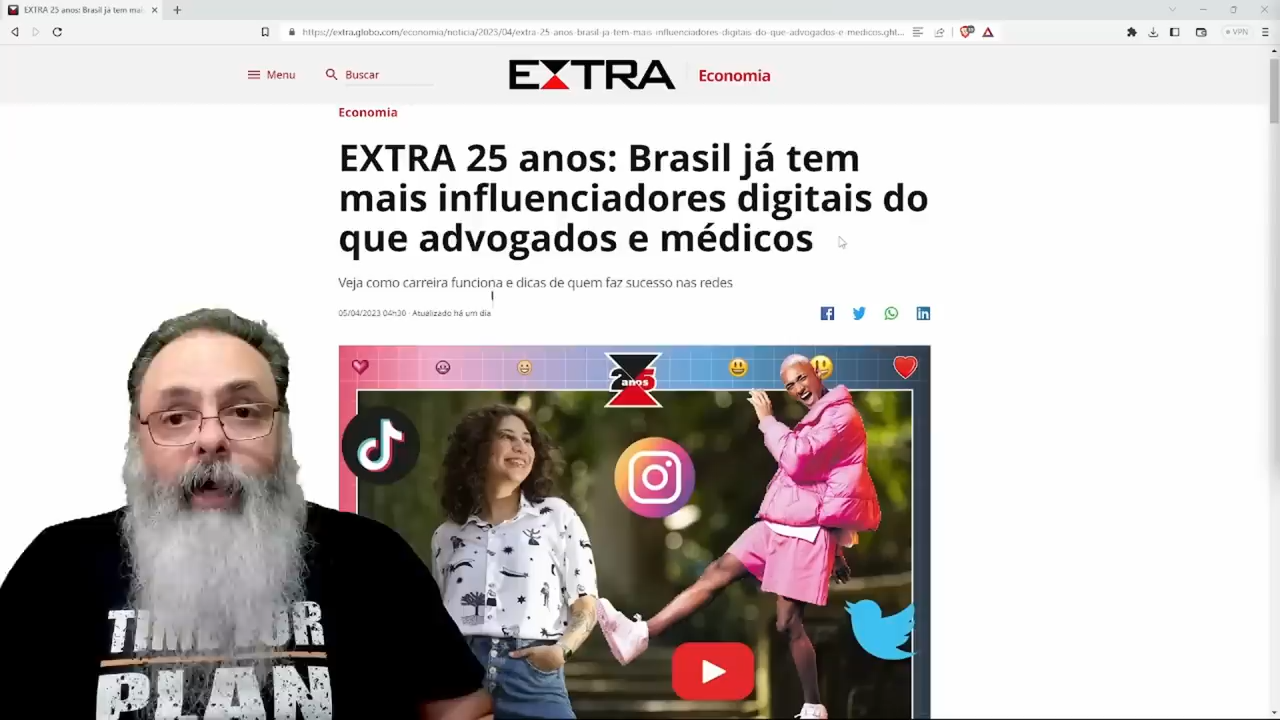 EXTRA 25 anos: Brasil já tem mai
https://extra.globo.com/economia/noticia/2023/04/extra-25-anos-brasil-ja-tem-mais-influenciadores-digitais-do-que-advogados-e-medicos.ght...
VPN
Menu
Buscar
EXTRA
Economia
Economia
EXTRA 25 anos: Brasil já tem
mais influenciadores digitais do
que advogados e médicos
Veja como carreira funciona e dicas de quem faz sucesso nas redes
05/04/2023 04h30 · Atualizado há um dia
25
anos
PLAN